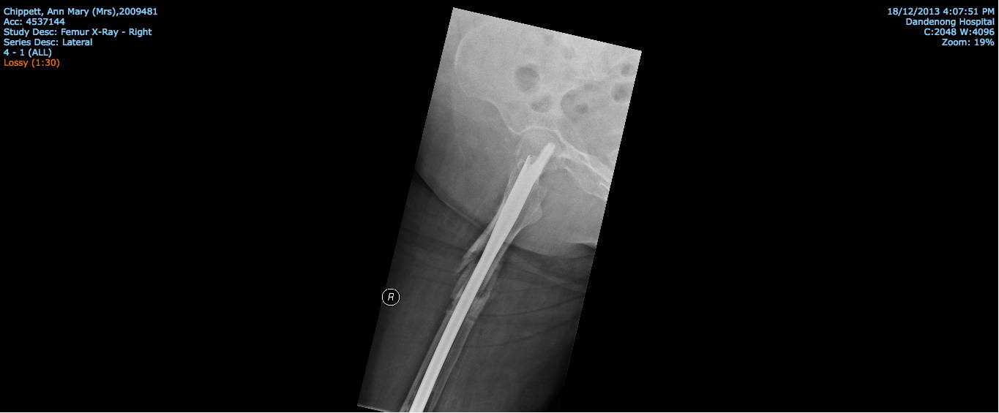 Chippett, Ann Mary (Mrs),2009481
Acc: 4537144
Study Desc: Femur X-Ray - Right
Series Desc: Lateral
4 - 1 (ALL)
Lossy (1:30)
18/12/2013 4:07:51 PM
Dandenong Hospital
C:2048 W:4096
Zoom: 19%
R